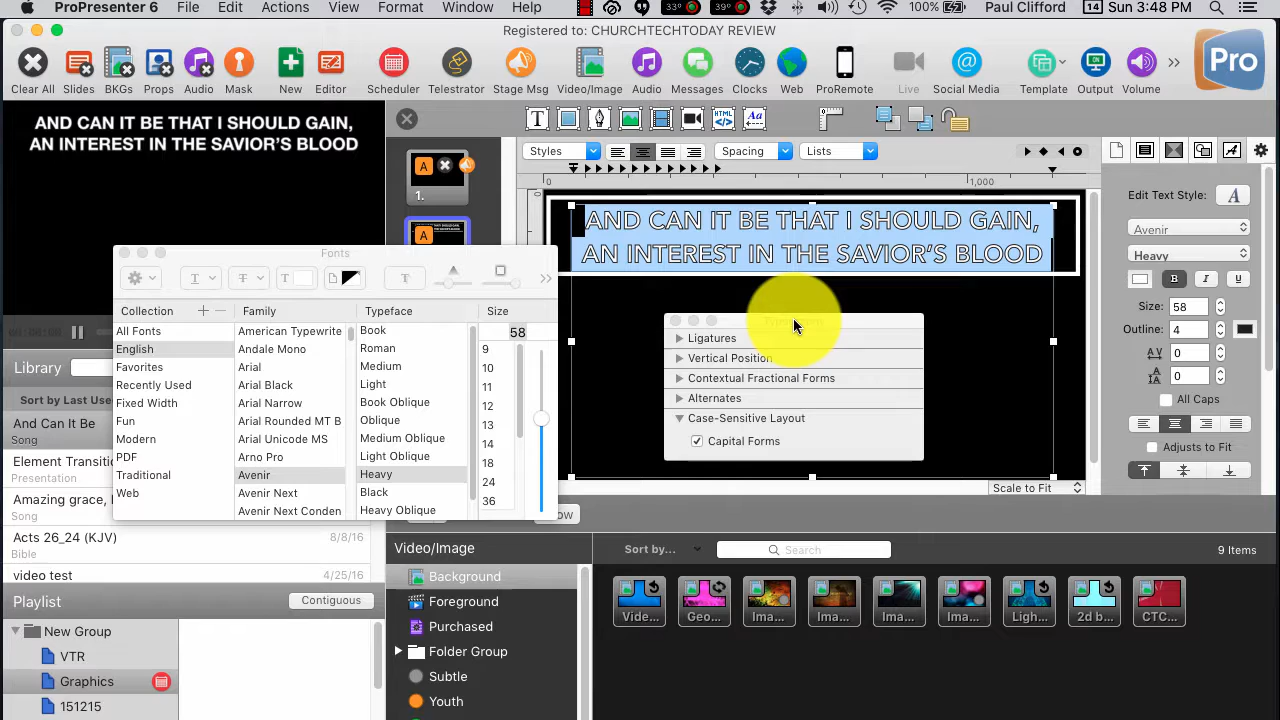 ProPresenter 6 File Edit Actions View Format Window Help 33° 39° 100% Paul Clifford 14 Sun 3:48 PM
Registered to: CHURCHTECHTODAY REVIEW
Clear All Slides BKGs Props Audio Mask New Editor Scheduler Telestrator Stage Msg Video/Image Audio Messages Clocks Web ProRemote Live Social Media Template Output Volume
Pro
AND CAN IT BE THAT I SHOULD GAIN,
AN INTEREST IN THE SAVIOR'S BLOOD
T HTML Aa
Styles Spacing Lists
A
1.
A
0 1,000
AND CAN IT BE THAT I SHOULD GAIN,
AN INTEREST IN THE SAVIOR'S BLOOD
Edit Text Style: A
Avenir
Heavy
B I U
Size: 58
Outline: 4
AV 0
0
All Caps
Adjusts to Fit
Fonts
T T T T
Collection + − Family Typeface Size
58
All Fonts
English
Favorites
Recently Used
Fixed Width
Fun
Modern
PDF
Traditional
Web
American Typewrite
Andale Mono
Arial
Arial Black
Arial Narrow
Arial Rounded MT B
Arial Unicode MS
Arno Pro
Avenir
Avenir Next
Avenir Next Conden
Book
Roman
Medium
Light
Book Oblique
Oblique
Medium Oblique
Light Oblique
Heavy
Black
Heavy Oblique
9
10
11
12
13
14
18
24
36
Ligatures
Vertical Position
Contextual Fractional Forms
Alternates
Case-Sensitive Layout
Capital Forms
Scale to Fit
Library
Sort by Last Use
And Can It Be
Song
Element Transiti
Presentation
Amazing grace,
Song
Acts 26_24 (KJV) 8/8/16
Bible
video test 4/25/16
Playlist Contiguous
New Group
VTR
Graphics
151215
Video/Image Sort by... Search 9 Items
Background
Foreground
Purchased
Folder Group
Subtle
Youth
Vide... Geo... Ima... Ima... Ima... Ima... Ligh... 2d b... CTC...